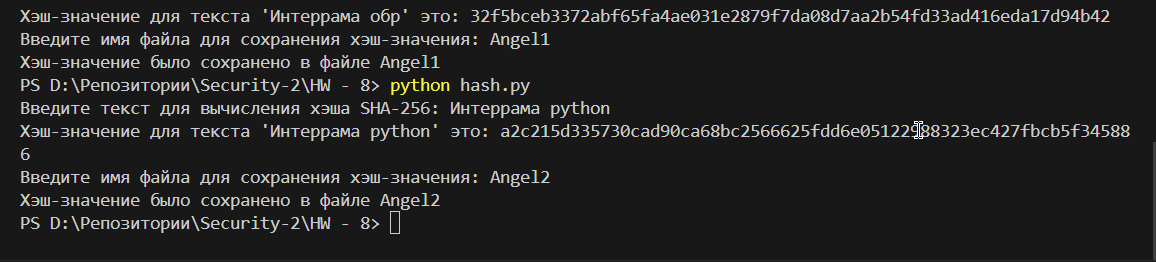 Хэш-значение для текста 'Интеррама обр' это: 32f5bceb3372abf65fa4ae031e2879f7da08d7aa2b54fd33ad416eda17d94b42
Введите имя файла для сохранения хэш-значения: Angel1
Хэш-значение было сохранено в файле Angel1
PS D:\Репозитории\Security-2\HW - 8> python hash.py
Введите текст для вычисления хэша SHA-256: Интеррама python
Хэш-значение для текста 'Интеррама python' это: a2c215d335730cad90ca68bc2566625fdd6e05122988323ec427fbcb5f34588
6
Введите имя файла для сохранения хэш-значения: Angel2
Хэш-значение было сохранено в файле Angel2
PS D:\Репозитории\Security-2\HW - 8>